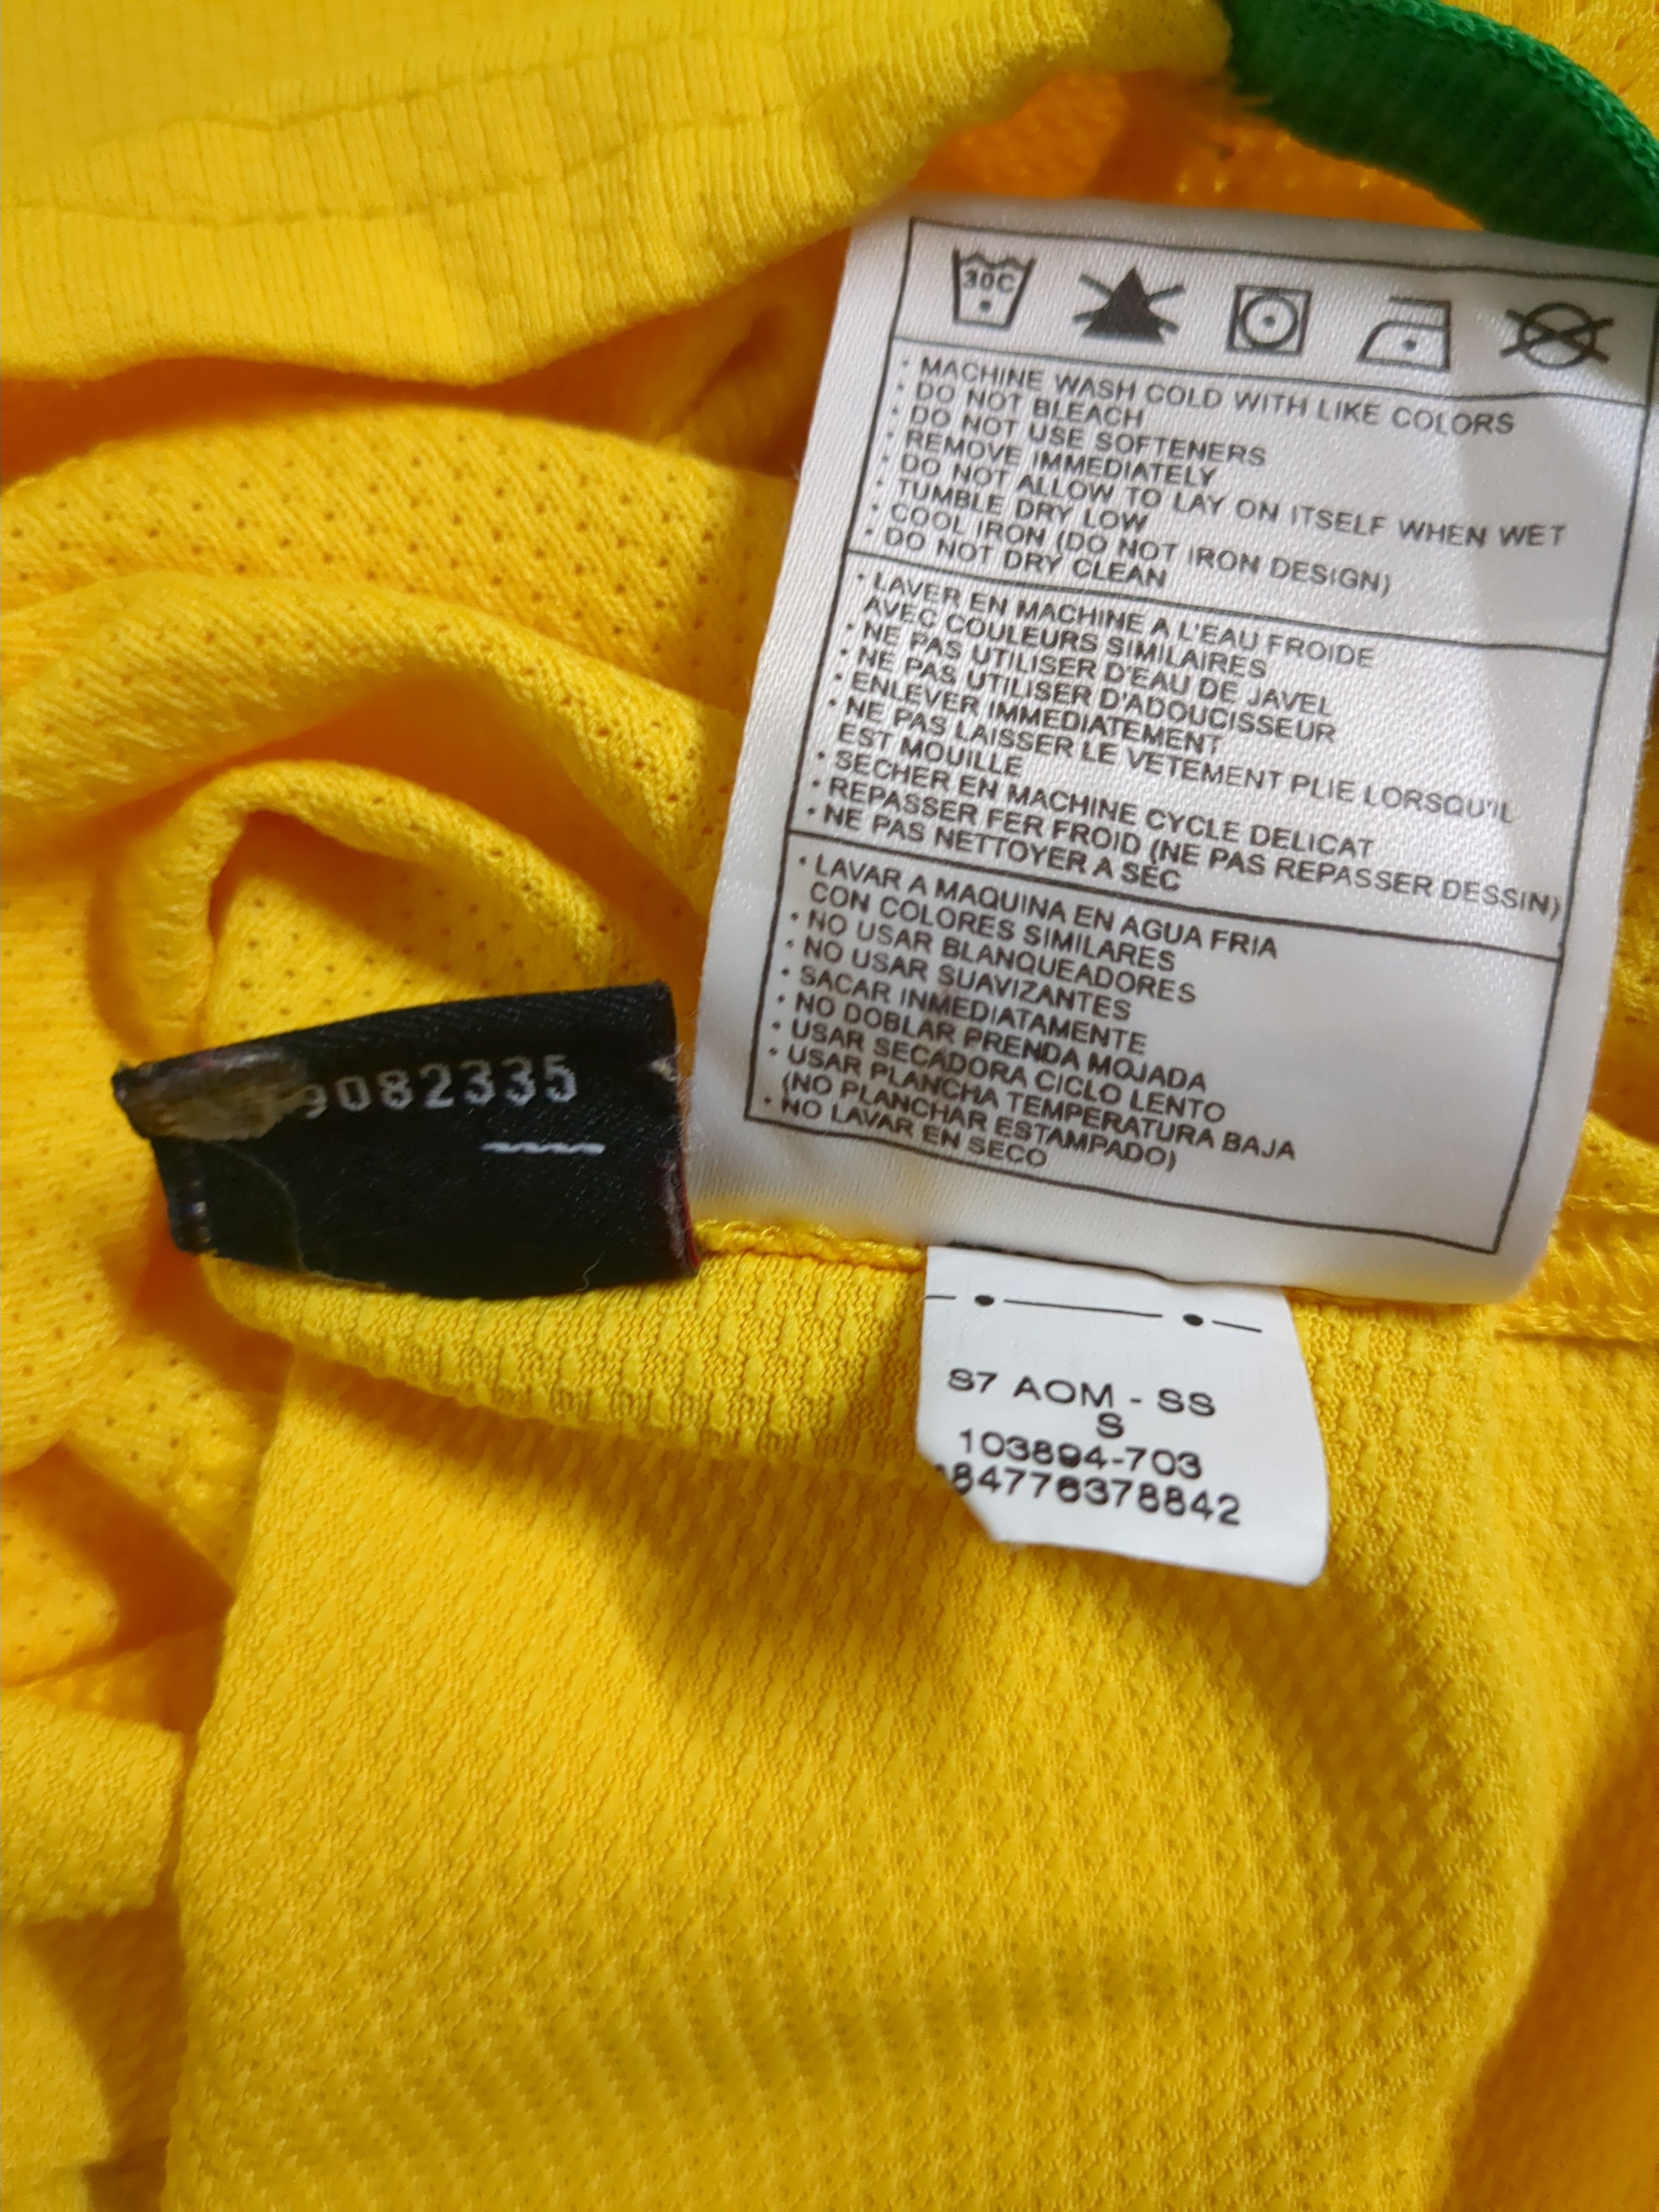 30C
• MACHINE WASH COLD WITH LIKE COLORS
• DO NOT BLEACH
• DO NOT USE SOFTENERS
• REMOVE IMMEDIATELY
• DO NOT ALLOW TO LAY ON ITSELF WHEN WET
• TUMBLE DRY LOW
• COOL IRON (DO NOT IRON DESIGN)
• DO NOT DRY CLEAN
• LAVER EN MACHINE A L'EAU FROIDE
AVEC COULEURS SIMILAIRES
• NE PAS UTILISER D'EAU DE JAVEL
• NE PAS UTILISER D'ADOUCISSEUR
• ENLEVER IMMEDIATEMENT
• NE PAS LAISSER LE VETEMENT PLIE LORSQU'IL
EST MOUILLE
• SECHER EN MACHINE CYCLE DELICAT
• REPASSER FER FROID (NE PAS REPASSER DESSIN)
• NE PAS NETTOYER A SEC
• LAVAR A MAQUINA EN AGUA FRIA
CON COLORES SIMILARES
• NO USAR BLANQUEADORES
• NO USAR SUAVIZANTES
• SACAR INMEDIATAMENTE
• NO DOBLAR PRENDA MOJADA
• USAR SECADORA CICLO LENTO
• USAR PLANCHA TEMPERATURA BAJA
(NO PLANCHAR ESTAMPADO)
• NO LAVAR EN SECO
9082335
S7 AOM - SS
S
103894-703
84776378842